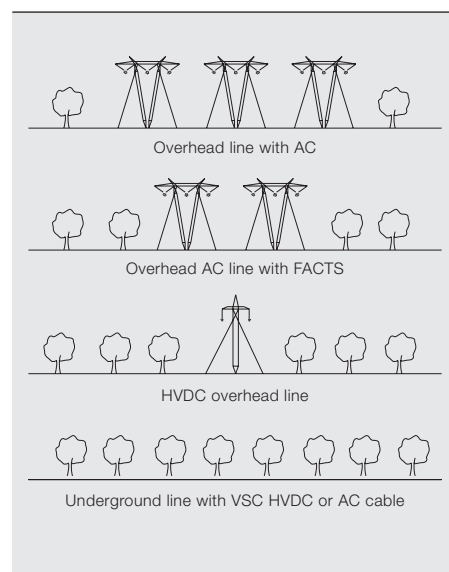 Overhead line with AC
Overhead AC line with FACTS
HVDC overhead line
Underground line with VSC HVDC or AC cable